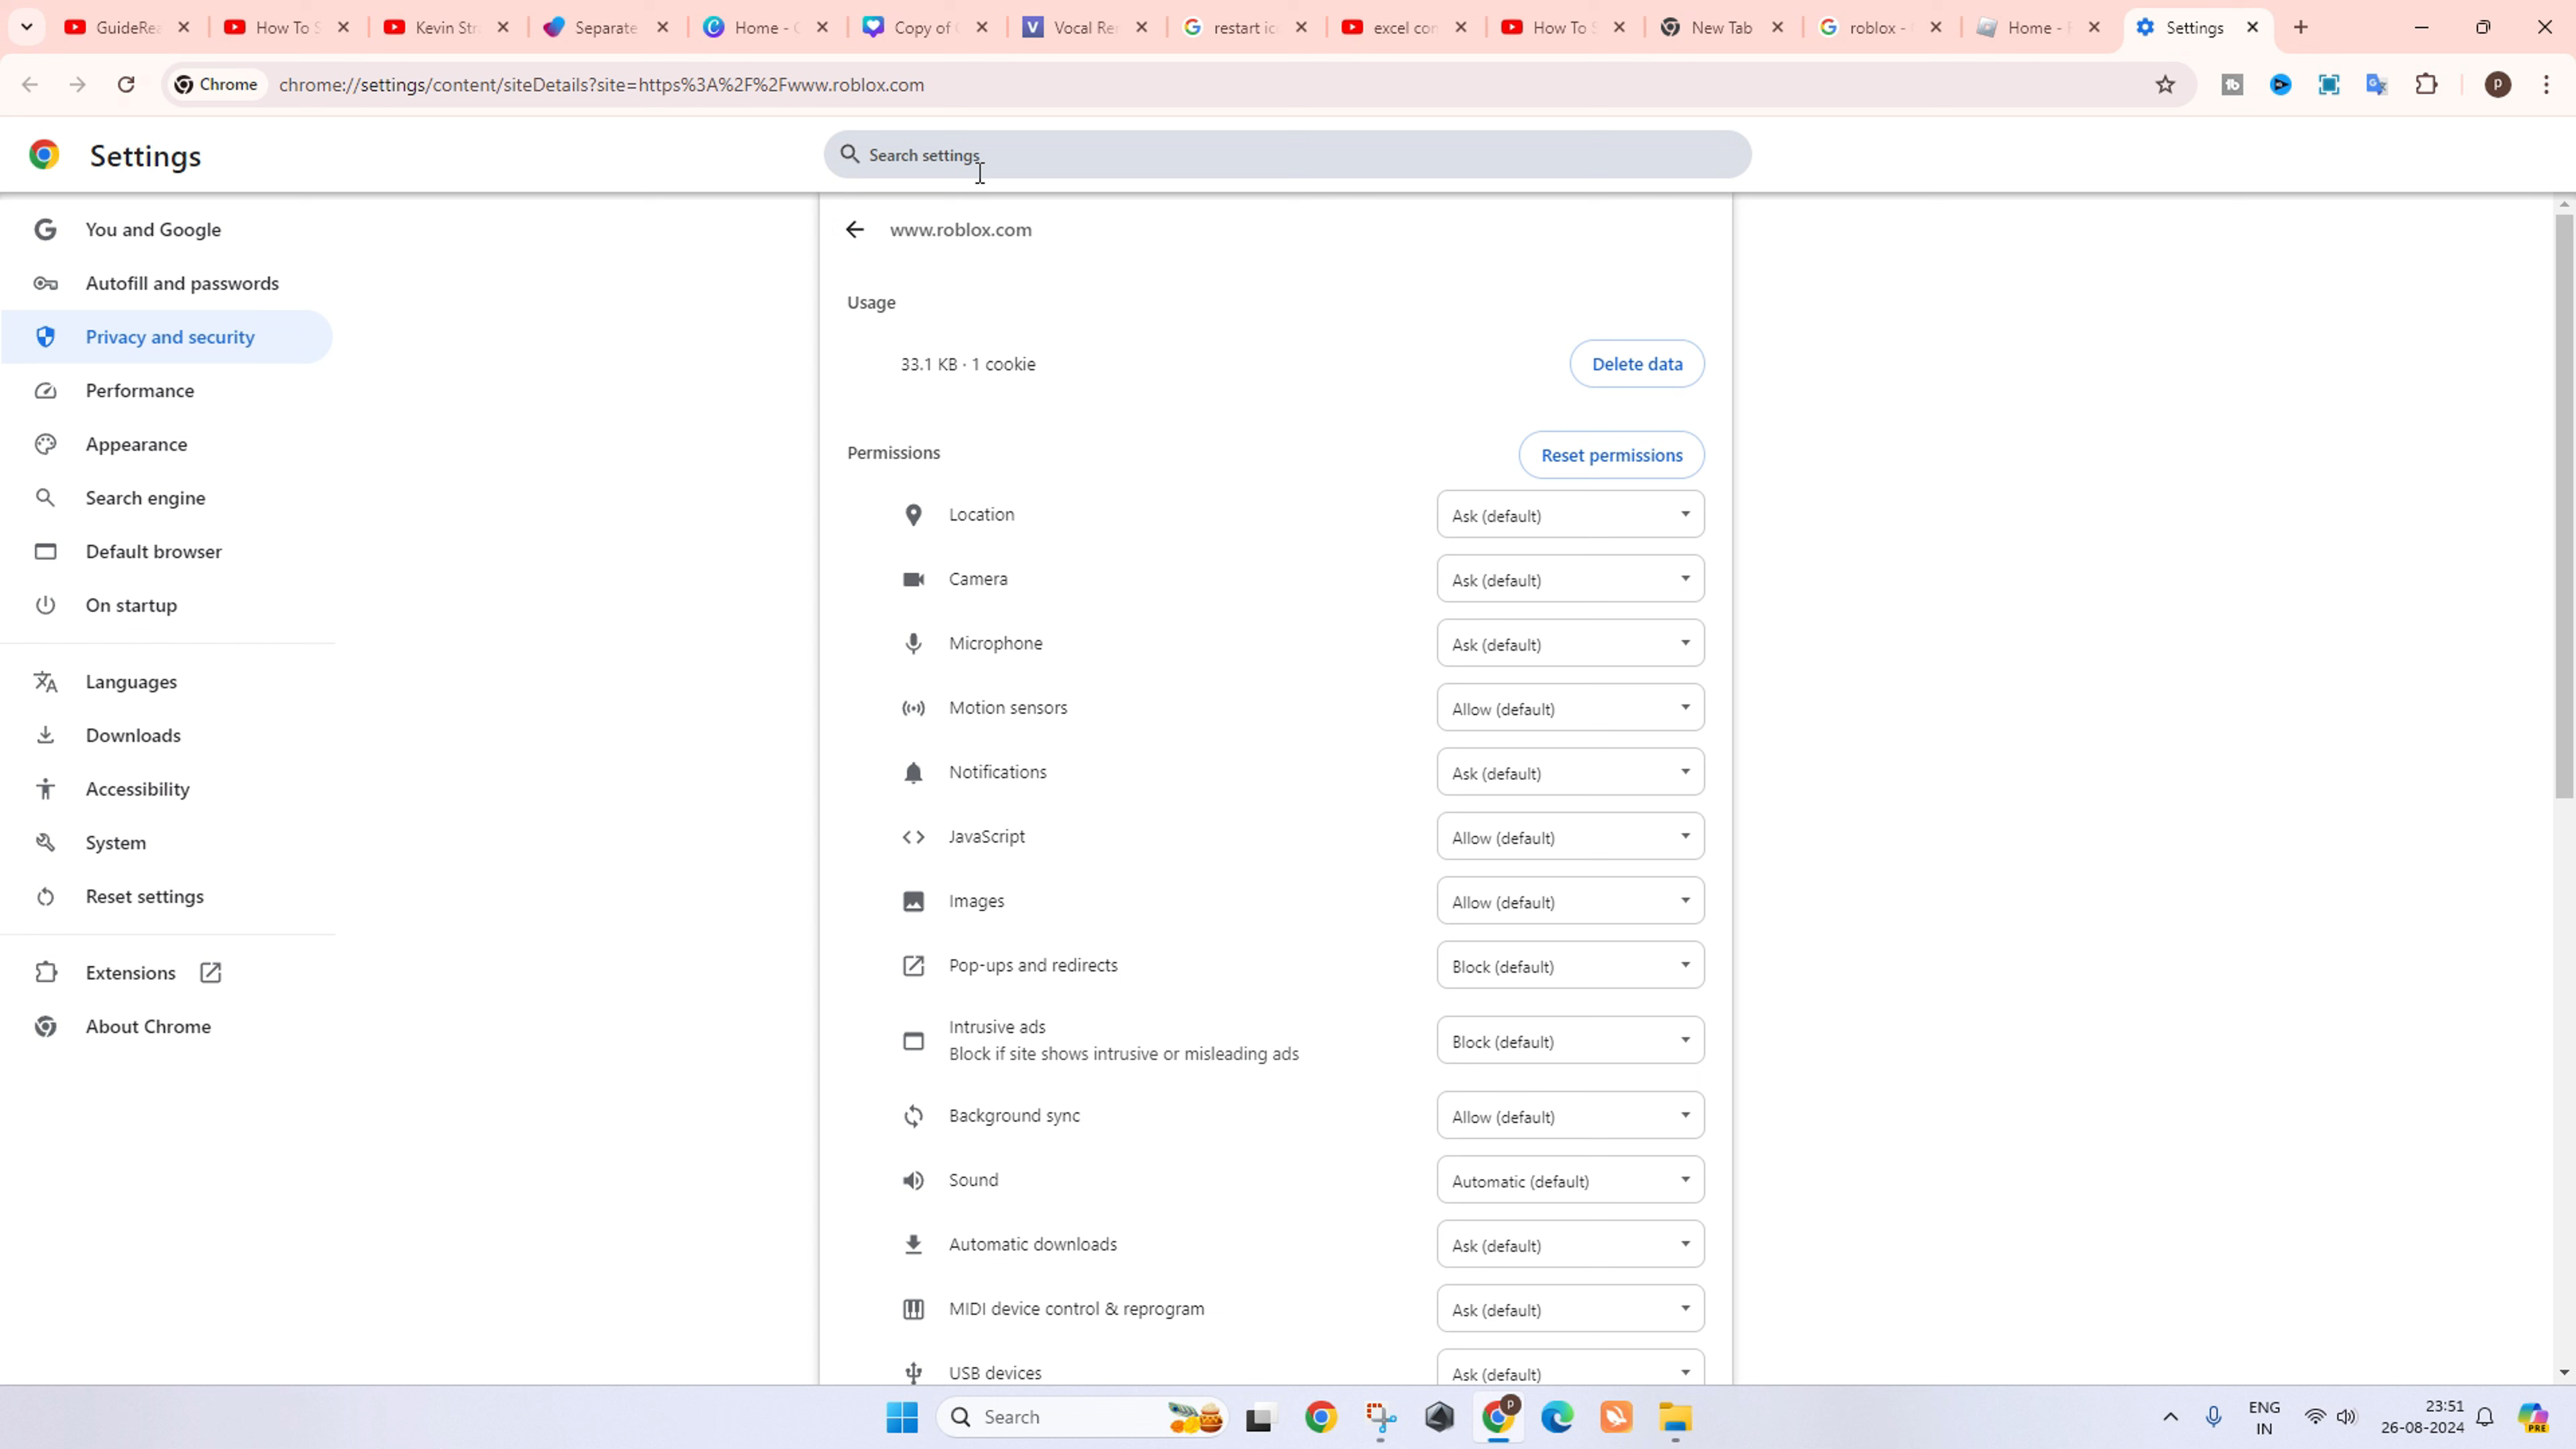 GuideRea
How To S
Kevin Str
Separate
Home - C
Copy of
Vocal Re
restart ic
excel con
How To S
New Tab
roblox -
Home -
Settings
Chrome
chrome://settings/content/siteDetails?site=https%3A%2F%2Fwww.roblox.com
P
Settings
Search settings
You and Google
Autofill and passwords
Privacy and security
Performance
Appearance
Search engine
Default browser
On startup
Languages
Downloads
Accessibility
System
Reset settings
Extensions
About Chrome
www.roblox.com
Usage
33.1 KB · 1 cookie
Delete data
Permissions
Reset permissions
Location
Ask (default)
Camera
Ask (default)
Microphone
Ask (default)
Motion sensors
Allow (default)
Notifications
Ask (default)
JavaScript
Allow (default)
Images
Allow (default)
Pop-ups and redirects
Block (default)
Intrusive ads
Block if site shows intrusive or misleading ads
Block (default)
Background sync
Allow (default)
Sound
Automatic (default)
Automatic downloads
Ask (default)
MIDI device control & reprogram
Ask (default)
USB devices
Ask (default)
Search
P
ENG
IN
23:51
26-08-2024
PRE